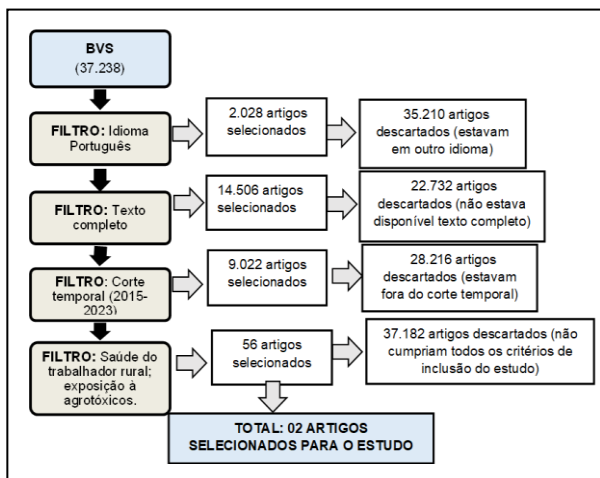 BVS
(37.238)
FILTRO: Idioma
Português
2.028 artigos
selecionados
35.210 artigos
descartados (estavam
em outro idioma)
FILTRO: Texto
completo
14.506 artigos
selecionados
22.732 artigos
descartados (não estava
disponível texto completo)
FILTRO: Corte
temporal (2015-
2023)
9.022 artigos
selecionados
28.216 artigos
descartados (estavam
fora do corte temporal)
FILTRO: Saúde do
trabalhador rural;
exposição à
agrotóxicos.
56 artigos
selecionados
37.182 artigos descartados (não
cumpriam todos os critérios de
inclusão do estudo)
TOTAL: 02 ARTIGOS
SELECIONADOS PARA O ESTUDO